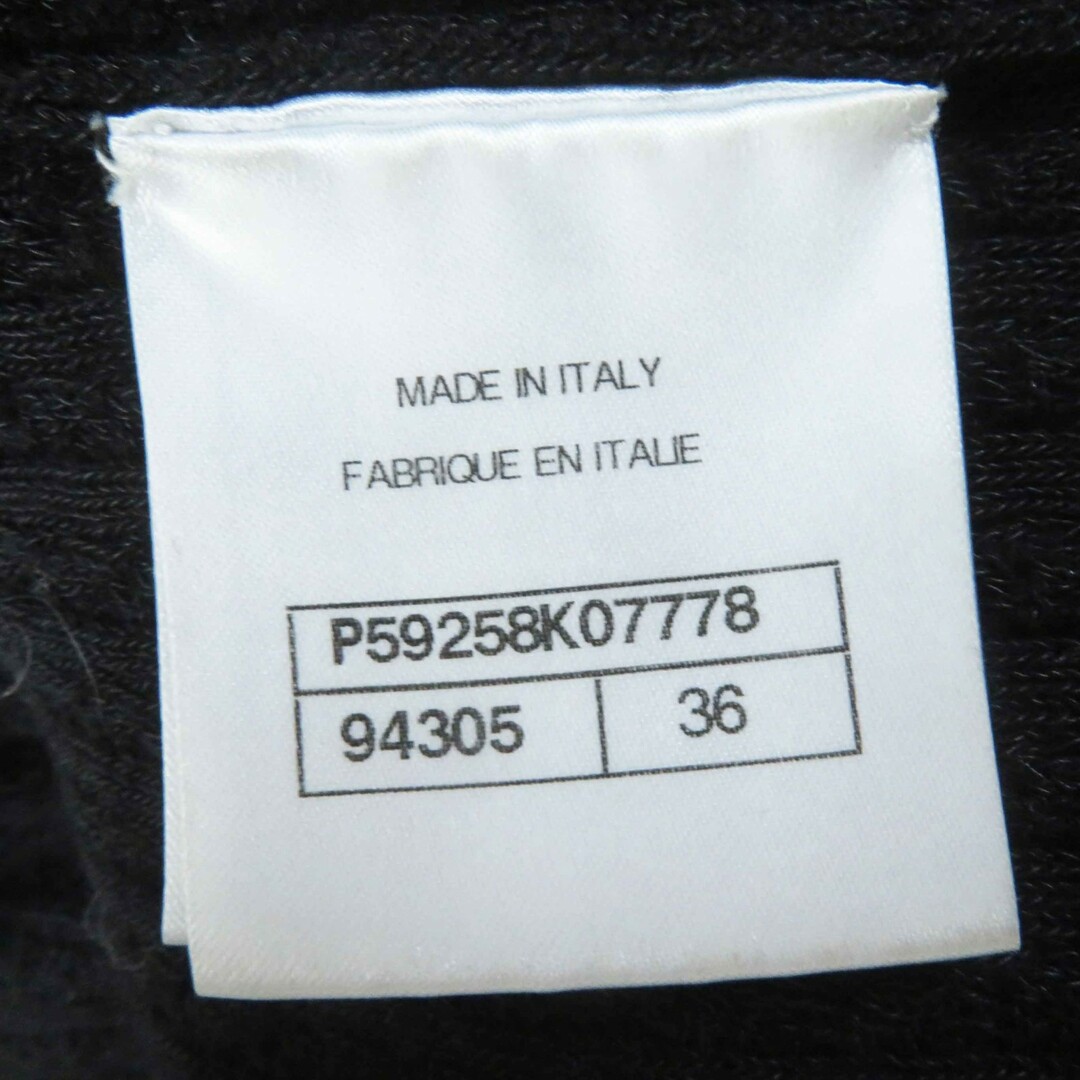 MADE IN ITALY
FABRIQUE EN ITALIE
P59258K07778
94305 36